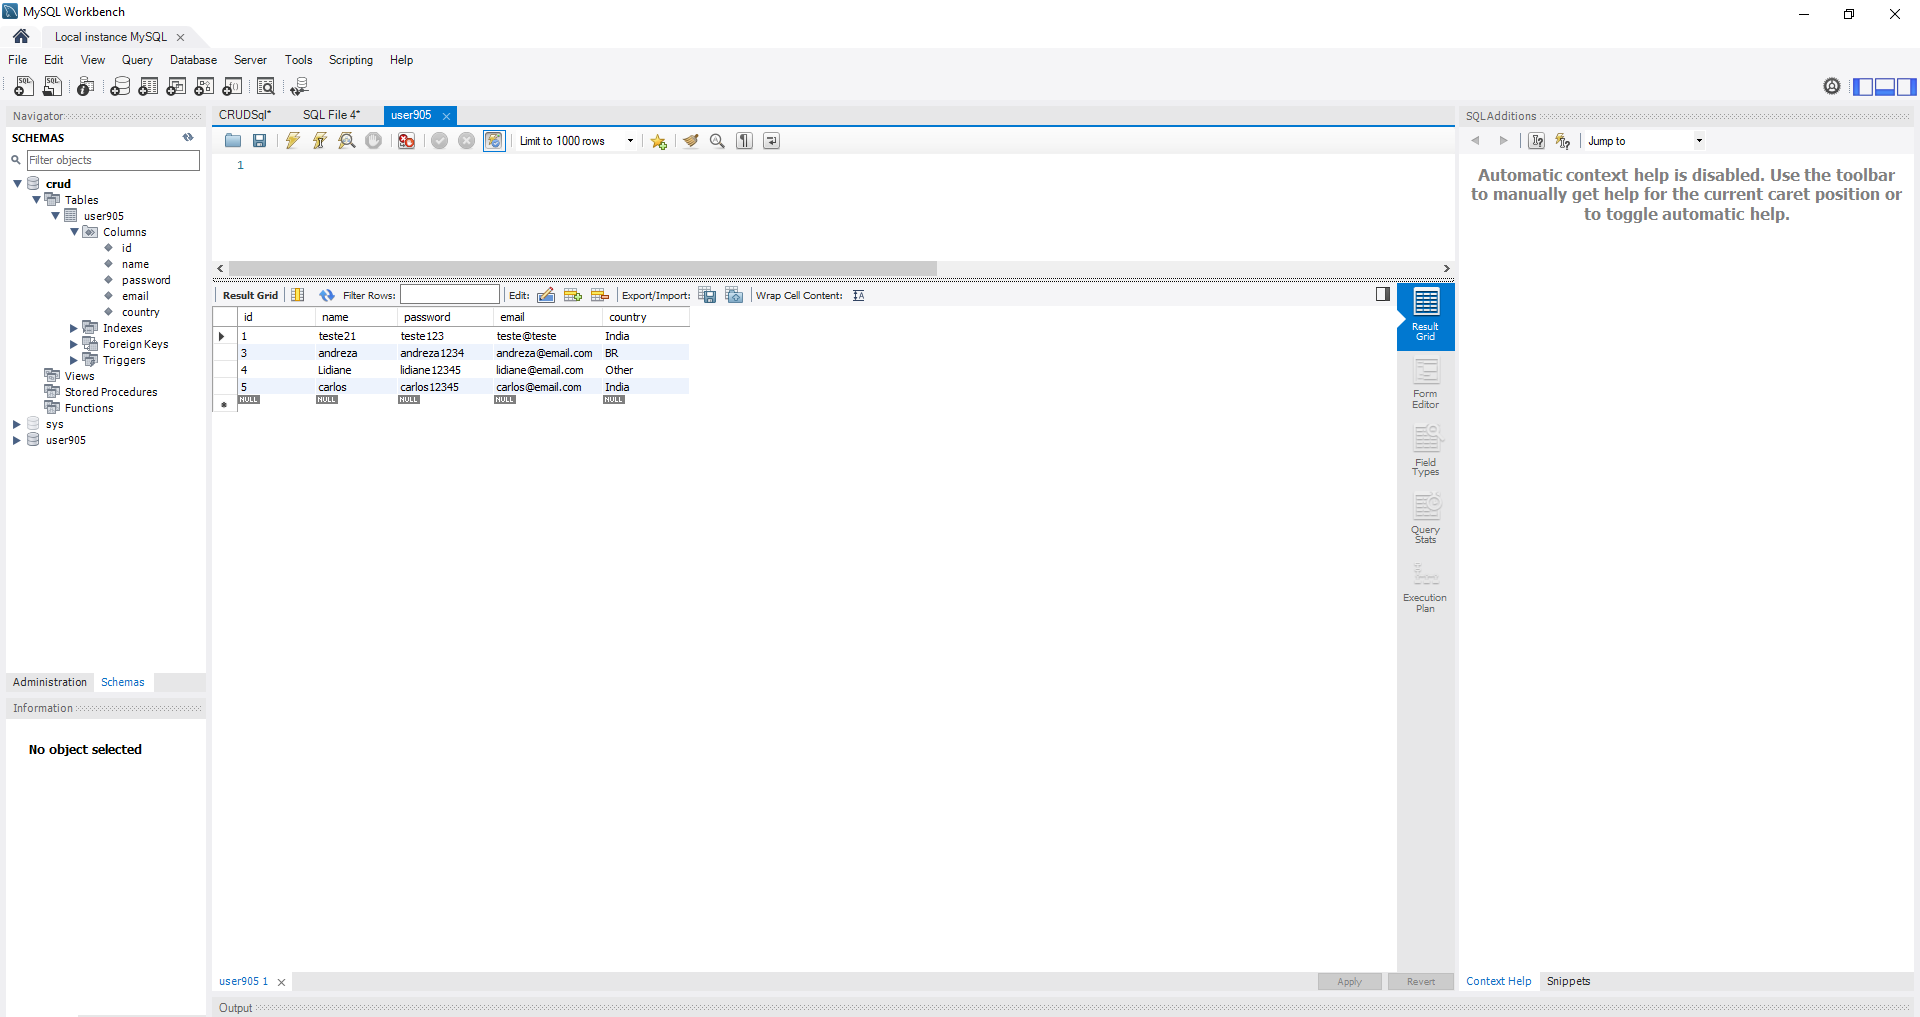 MySQL Workbench
Local instance MySQL
File Edit View Query Database Server Tools Scripting Help
Navigator
SCHEMAS
Filter objects
crud
Tables
user905
Columns
id
name
password
email
country
Indexes
Foreign Keys
Triggers
Views
Stored Procedures
Functions
sys
user905
Administration Schemas
Information
No object selected
CRUDSql* SQL File 4* user905
Limit to 1000 rows
1
Result Grid Filter Rows: Edit: Export/Import: Wrap Cell Content:
id name password email country
1 teste21 teste123 teste@teste India
3 andreza andreza1234 andreza@email.com BR
4 Lidiane lidiane12345 lidiane@email.com Other
5 carlos carlos12345 carlos@email.com India
NULL NULL NULL NULL NULL
Result
Grid
Form
Editor
Field
Types
Query
Stats
Execution
Plan
user905 1
Apply Revert
Output
SQLAdditions
Jump to
Automatic context help is disabled. Use the toolbar
to manually get help for the current caret position or
to toggle automatic help.
Context Help Snippets